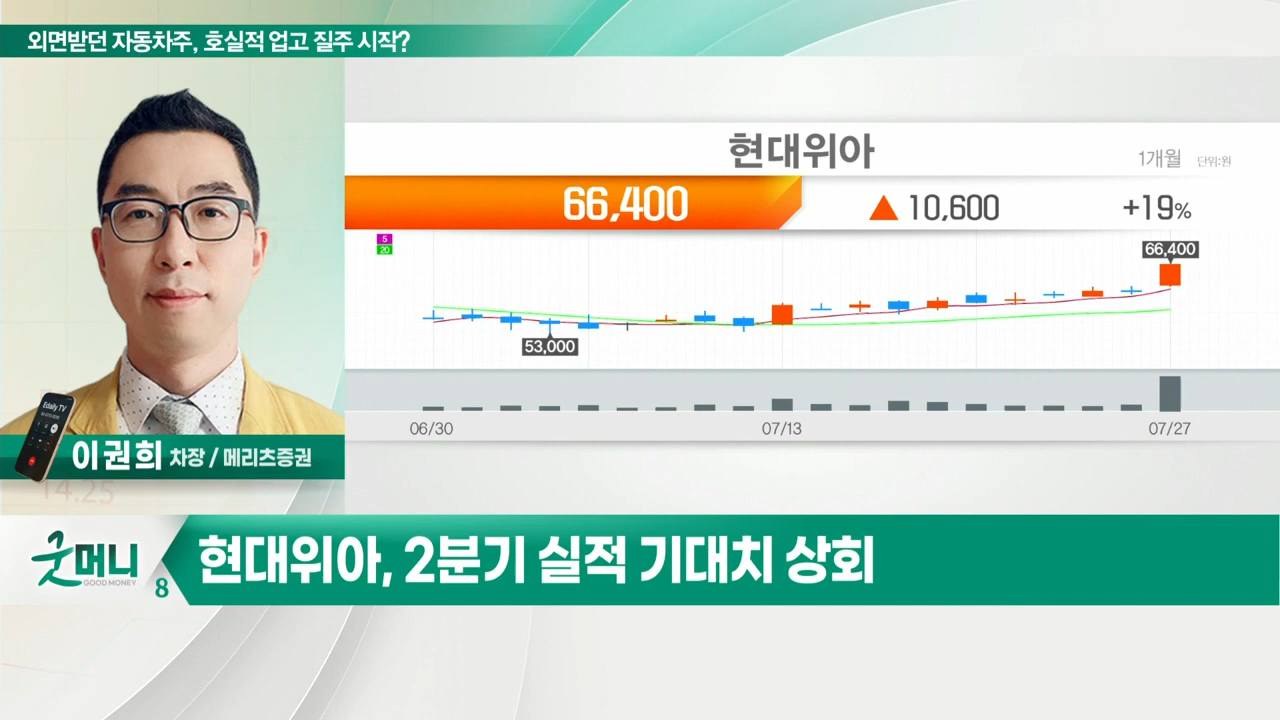 외면받던 자동차주, 호실적 업고 질주 시작?
현대위아
1개월 단위:원
66,400 ▲ 10,600 +19%
5
20
66,400
53,000
06/30 07/13 07/27
Edaily TV
이권희 차장 / 메리츠증권
14.25
굿머니
GOOD MONEY
8
현대위아, 2분기 실적 기대치 상회